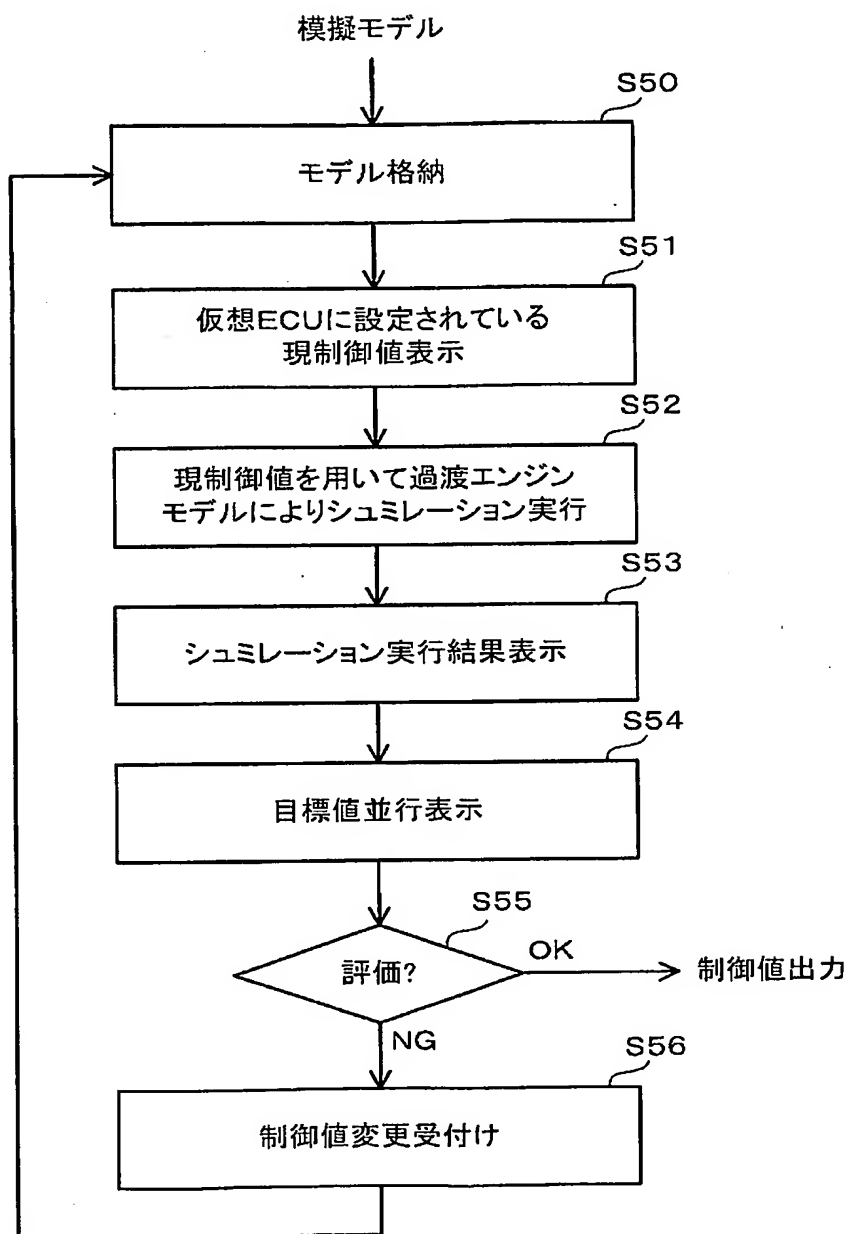 模擬モデル
S50
モデル格納
S51
仮想ECUに設定されている
現制御値表示
S52
現制御値を用いて過渡エンジン
モデルによりシュミレーション実行
S53
シュミレーション実行結果表示
S54
目標値並行表示
S55
評価?
OK
制御値出力
NG
S56
制御値変更受付け